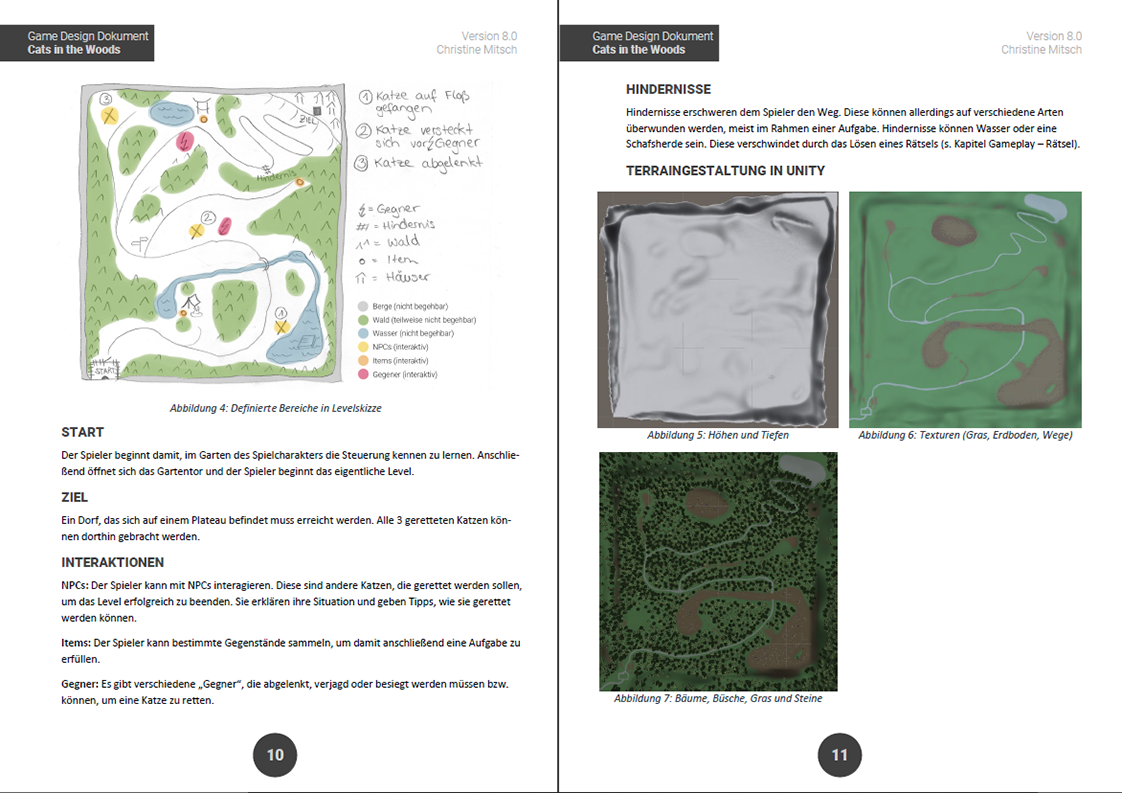 Game Design Dokument
Cats in the Woods
Version 8.0
Christine Mitsch
③
ZIEL
Hindernis
②
①
START
① Katze auf Floß
gefangen
② Katze versteckt
sich vor Gegner
③ Katze abgelenkt
= Gegner
= Hindernis
= Wald
= Item
= Häuser
Berge (nicht begehbar)
Wald (teilweise nicht begehbar)
Wasser (nicht begehbar)
NPCs (interaktiv)
Items (interaktiv)
Gegener (interaktiv)
Abbildung 4: Definierte Bereiche in Levelskizze
START
Der Spieler beginnt damit, im Garten des Spielcharakters die Steuerung kennen zu lernen. Anschlie-
ßend öffnet sich das Gartentor und der Spieler beginnt das eigentliche Level.
ZIEL
Ein Dorf, das sich auf einem Plateau befindet muss erreicht werden. Alle 3 geretteten Katzen kön-
nen dorthin gebracht werden.
INTERAKTIONEN
NPCs: Der Spieler kann mit NPCs interagieren. Diese sind andere Katzen, die gerettet werden sollen,
um das Level erfolgreich zu beenden. Sie erklären ihre Situation und geben Tipps, wie sie gerettet
werden können.
Items: Der Spieler kann bestimmte Gegenstände sammeln, um damit anschließend eine Aufgabe zu
erfüllen.
Gegner: Es gibt verschiedene „Gegner“, die abgelenkt, verjagd oder besiegt werden müssen bzw.
können, um eine Katze zu retten.
10
Game Design Dokument
Cats in the Woods
Version 8.0
Christine Mitsch
HINDERNISSE
Hindernisse erschweren dem Spieler den Weg. Diese können allerdings auf verschiedene Arten
überwunden werden, meist im Rahmen einer Aufgabe. Hindernisse können Wasser oder eine
Schafsherde sein. Diese verschwindet durch das Lösen eines Rätsels (s. Kapitel Gameplay – Rätsel).
TERRAINGESTALTUNG IN UNITY
Abbildung 5: Höhen und Tiefen
Abbildung 6: Texturen (Gras, Erdboden, Wege)
Abbildung 7: Bäume, Büsche, Gras und Steine
11